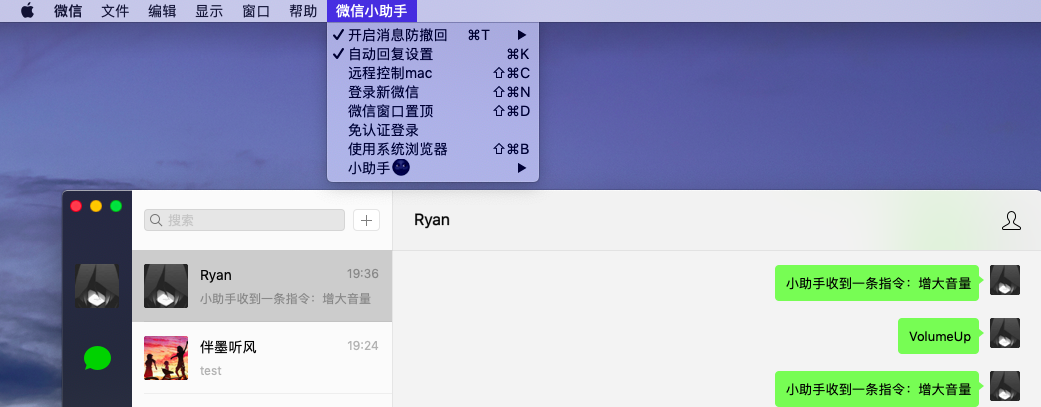 微信 文件 编辑 显示 窗口 帮助 微信小助手
✓ 开启消息防撤回 ⌘T ▶
✓ 自动回复设置 ⌘K
远程控制mac ⇧⌘C
登录新微信 ⇧⌘N
微信窗口置顶 ⇧⌘D
免认证登录
使用系统浏览器 ⇧⌘B
小助手🌚 ▶
搜索
Ryan
Ryan 19:36
小助手收到一条指令：增大音量
伴墨听风 19:24
test
小助手收到一条指令：增大音量
VolumeUp
小助手收到一条指令：增大音量